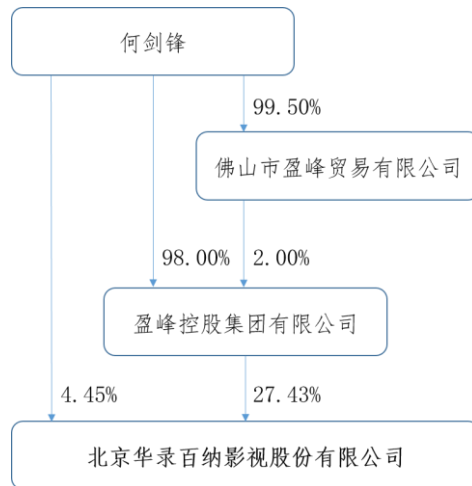 何剑锋
99.50%
佛山市盈峰贸易有限公司
98.00%
2.00%
盈峰控股集团有限公司
4.45%
27.43%
北京华录百纳影视股份有限公司